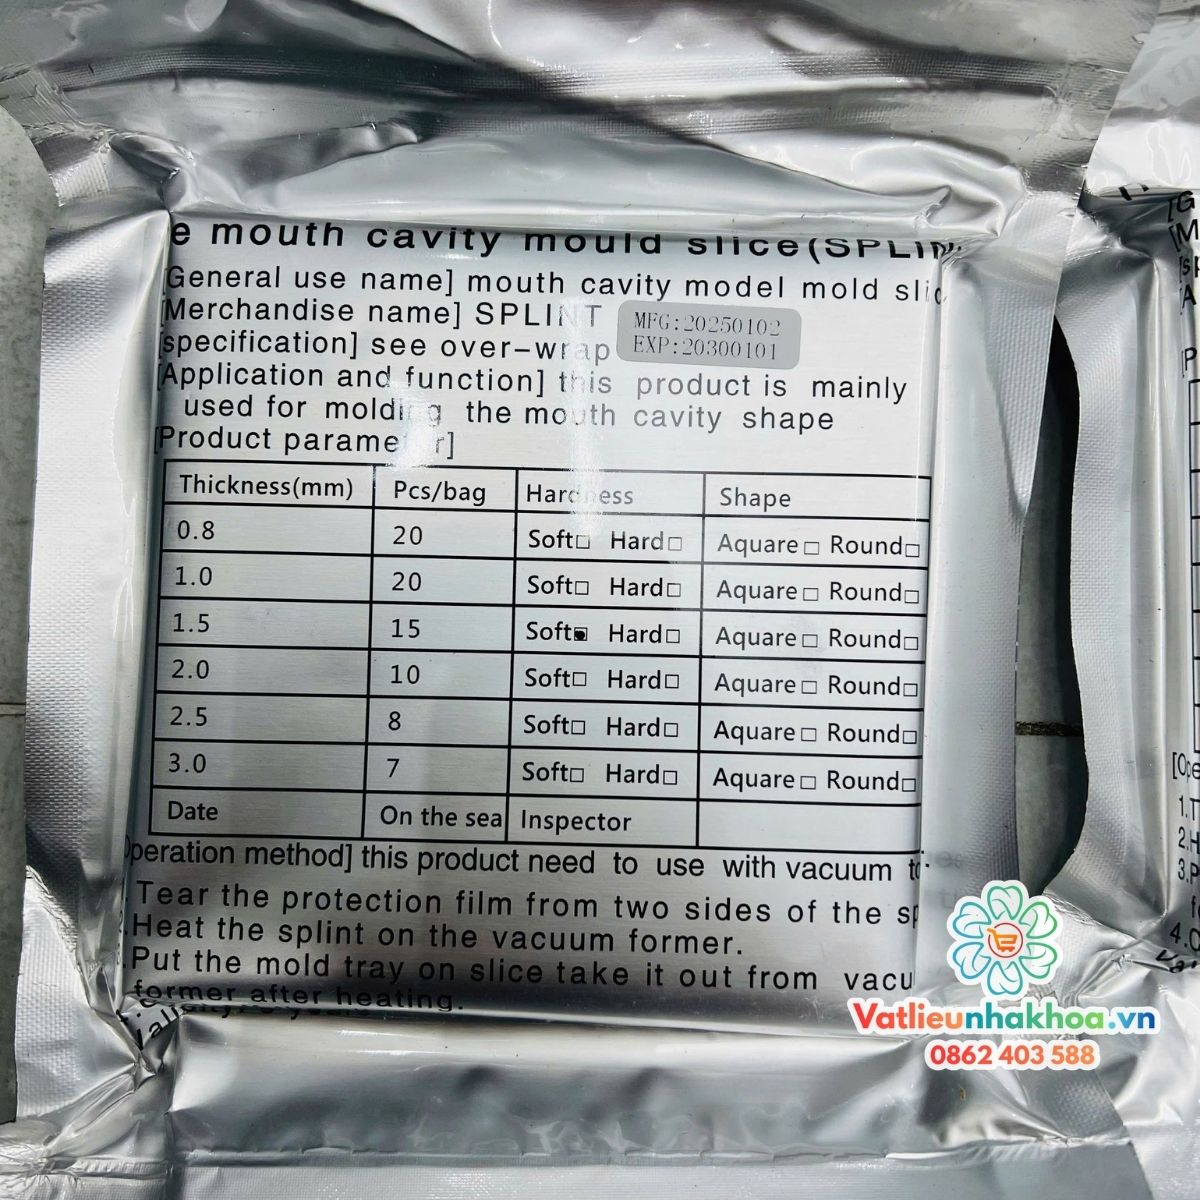 e mouth cavity mould slice(SPLIN
[General use name] mouth cavity model mold slic
[Merchandise name] SPLINT
MFG:20250102
EXP:20300101
[specification] see over-wrap
[Application and function] this product is mainly
used for molding the mouth cavity shape
[Product parameter]
Thickness(mm) Pcs/bag Hardness Shape
0.8 20 Soft□ Hard□ Aquare□ Round□
1.0 20 Soft□ Hard□ Aquare□ Round□
1.5 15 Soft■ Hard□ Aquare□ Round□
2.0 10 Soft□ Hard□ Aquare□ Round□
2.5 8 Soft□ Hard□ Aquare□ Round□
3.0 7 Soft□ Hard□ Aquare□ Round□
Date On the sea Inspector
Operation method] this product need to use with vacuum
Tear the protection film from two sides of the sp
.Heat the splint on the vacuum former.
.Put the mold tray on slice take it out from vacu
former after heating.
Vatlieunhakhoa.vn
0862 403 588